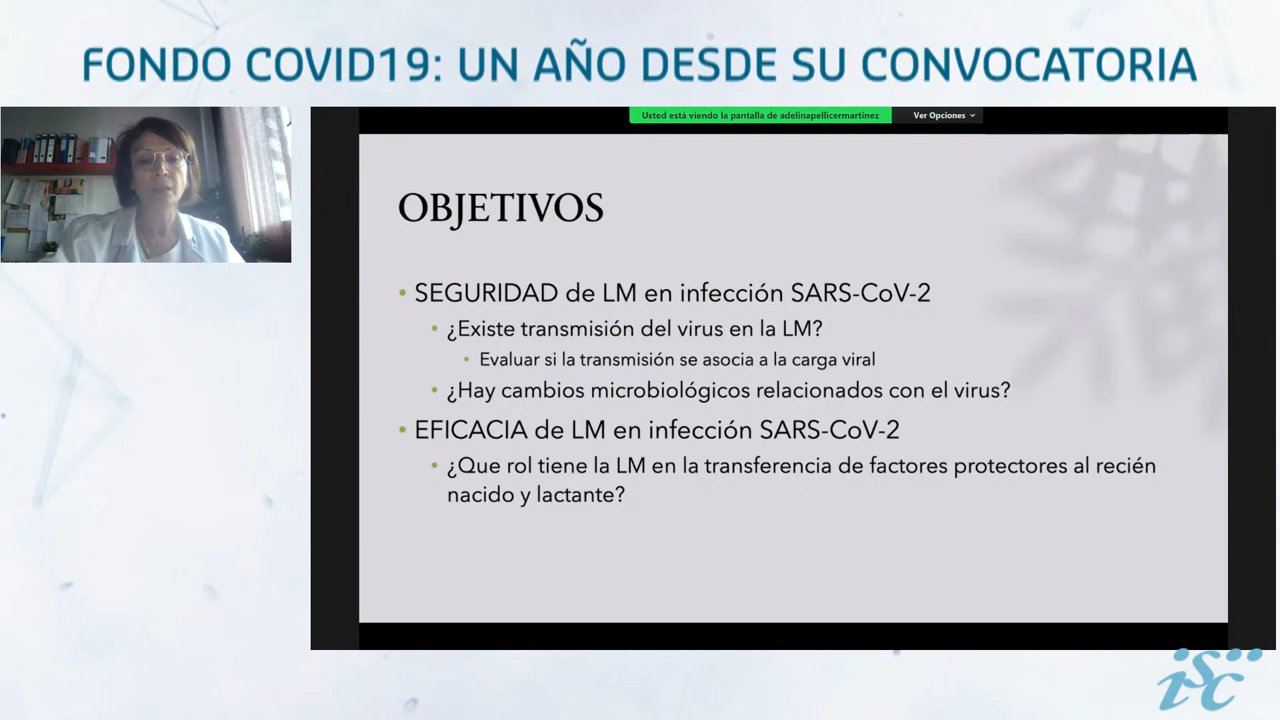 FONDO COVID19: UN AÑO DESDE SU CONVOCATORIA
Usted está viendo la pantalla de adelinapellicermartinez
Ver Opciones
OBJETIVOS
• SEGURIDAD de LM en infección SARS-CoV-2
• ¿Existe transmisión del virus en la LM?
• Evaluar si la transmisión se asocia a la carga viral
• ¿Hay cambios microbiológicos relacionados con el virus?
• EFICACIA de LM en infección SARS-CoV-2
• ¿Que rol tiene la LM en la transferencia de factores protectores al recién
nacido y lactante?
isc